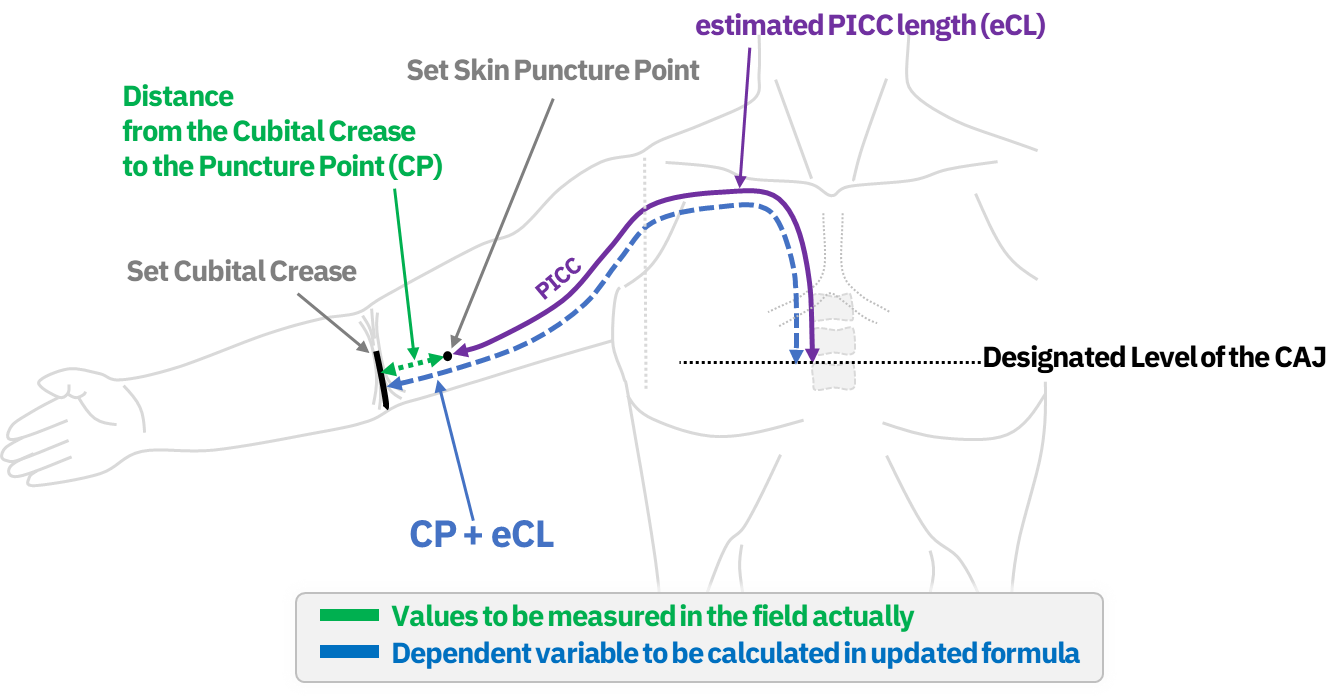 estimated PICC length (eCL)
Set Skin Puncture Point
Distance
from the Cubital Crease
to the Puncture Point (CP)
Set Cubital Crease
PICC
Designated Level of the CAJ
CP + eCL
Values to be measured in the field actually
Dependent variable to be calculated in updated formula